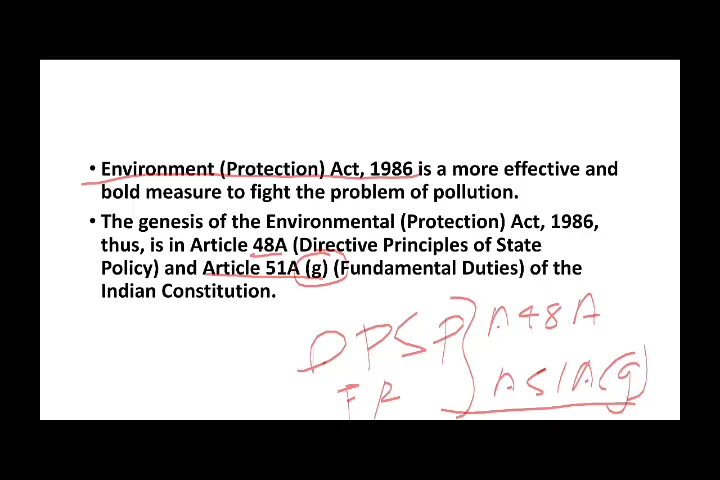 • Environment (Protection) Act, 1986 is a more effective and
bold measure to fight the problem of pollution.
• The genesis of the Environmental (Protection) Act, 1986,
thus, is in Article 48A (Directive Principles of State
Policy) and Article 51A (g) (Fundamental Duties) of the
Indian Constitution.
DPSP } A48A
A51A(g)